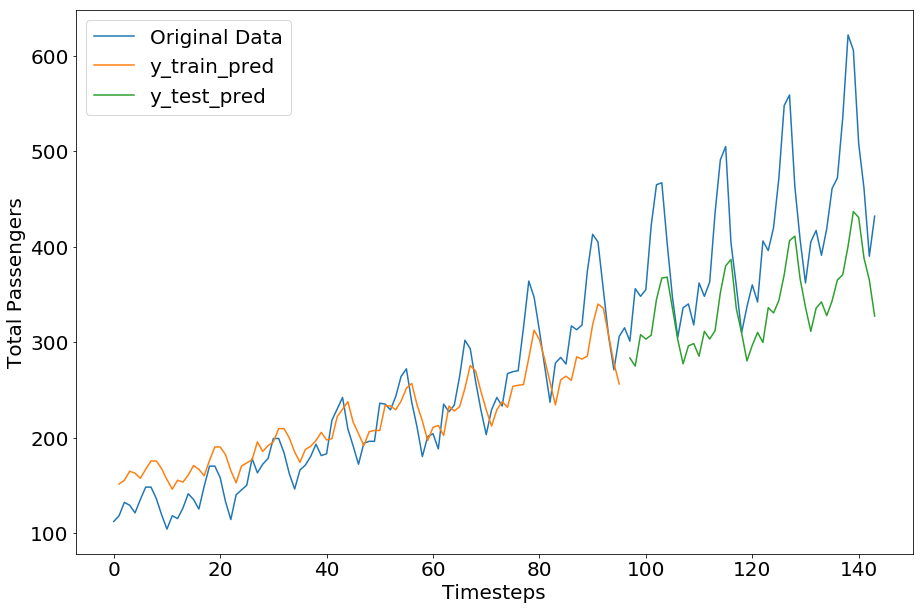 Original Data
y_train_pred
y_test_pred
600
500
400
300
200
100
Total Passengers
0 20 40 60 80 100 120 140
Timesteps